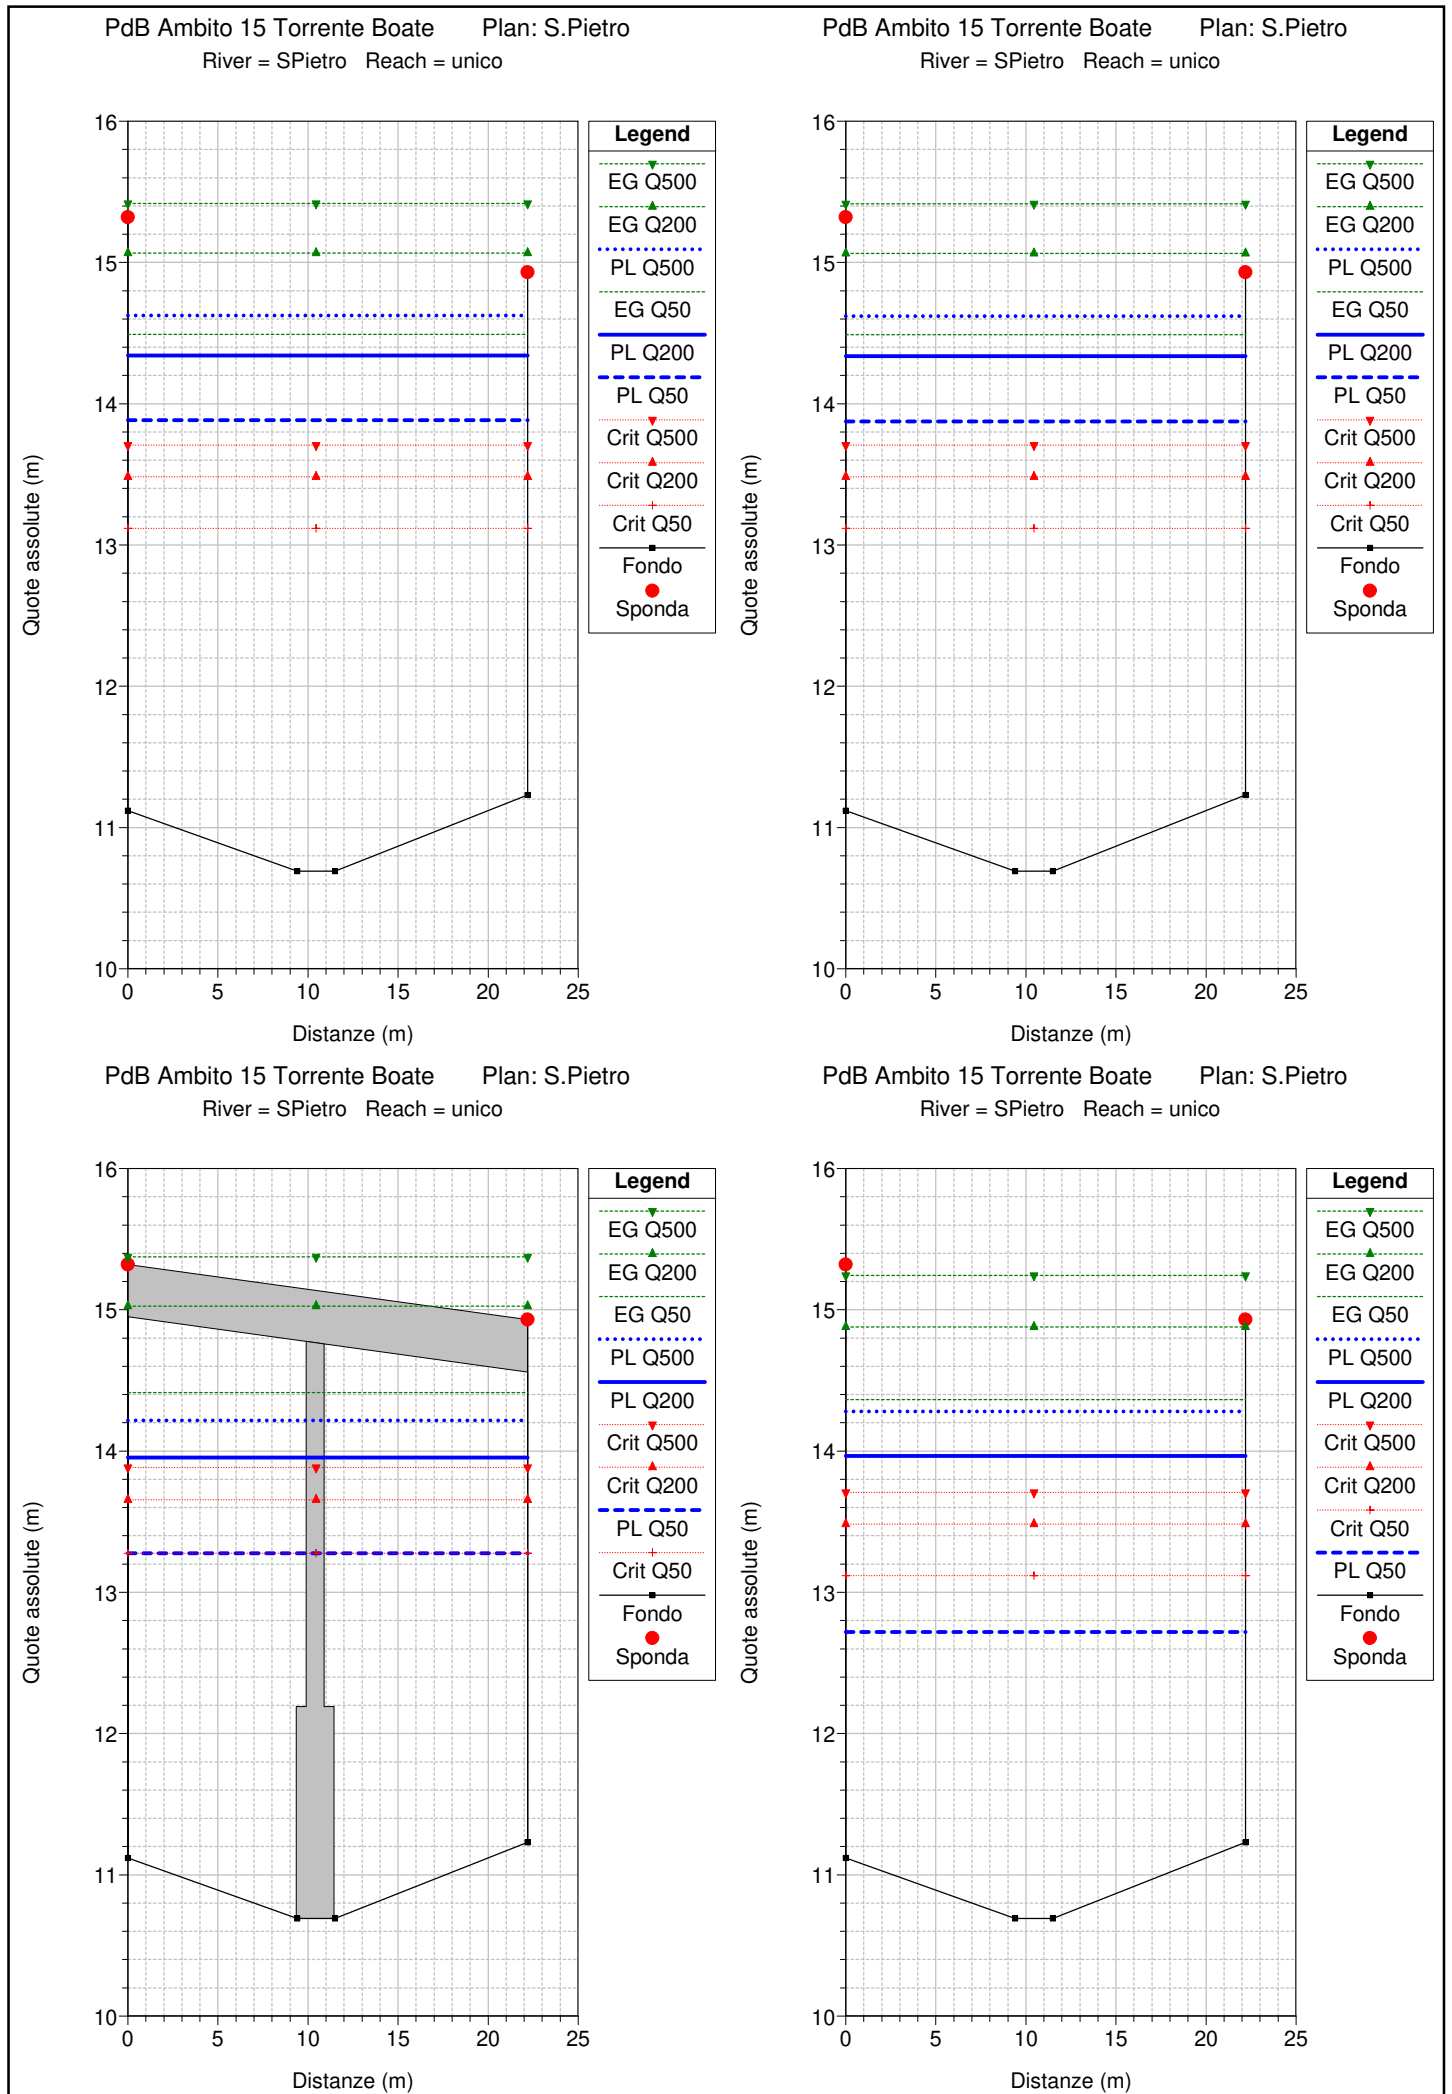 PdB Ambito 15 Torrente Boate Plan: S.Pietro
River = SPietro Reach = unico
16
15
14
13
12
11
10
Quote assolute (m)
0 5 10 15 20 25
Distanze (m)
Legend
EG Q500
EG Q200
PL Q500
EG Q50
PL Q200
PL Q50
Crit Q500
Crit Q200
Crit Q50
Fondo
Sponda
PdB Ambito 15 Torrente Boate Plan: S.Pietro
River = SPietro Reach = unico
16
15
14
13
12
11
10
Quote assolute (m)
0 5 10 15 20 25
Distanze (m)
Legend
EG Q500
EG Q200
PL Q500
EG Q50
PL Q200
PL Q50
Crit Q500
Crit Q200
Crit Q50
Fondo
Sponda
PdB Ambito 15 Torrente Boate Plan: S.Pietro
River = SPietro Reach = unico
16
15
14
13
12
11
10
Quote assolute (m)
0 5 10 15 20 25
Distanze (m)
Legend
EG Q500
EG Q200
EG Q50
PL Q500
PL Q200
Crit Q500
Crit Q200
PL Q50
Crit Q50
Fondo
Sponda
PdB Ambito 15 Torrente Boate Plan: S.Pietro
River = SPietro Reach = unico
16
15
14
13
12
11
10
Quote assolute (m)
0 5 10 15 20 25
Distanze (m)
Legend
EG Q500
EG Q200
EG Q50
PL Q500
PL Q200
Crit Q500
Crit Q200
Crit Q50
PL Q50
Fondo
Sponda